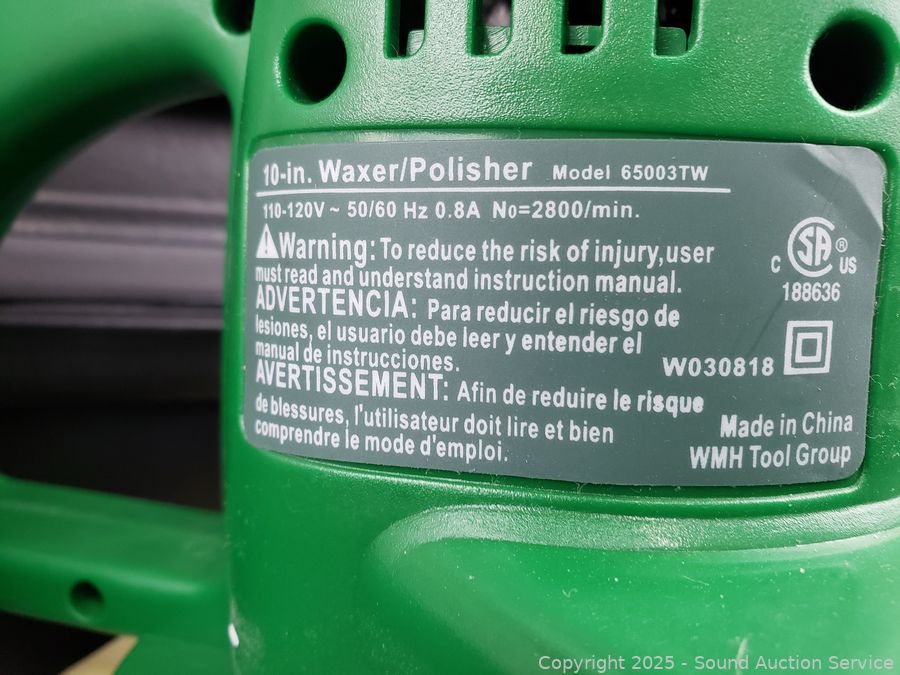 10-in. Waxer/Polisher Model 65003TW
110-120V ~ 50/60 Hz 0.8A No=2800/min.
Warning: To reduce the risk of injury,user
must read and understand instruction manual.
ADVERTENCIA: Para reducir el riesgo de
lesiones, el usuario debe leer y entender el
manual de instrucciones.
AVERTISSEMENT: Afin de reduire le risque
de blessures, l'utilisateur doit lire et bien
comprendre le mode d'emploi.
C SA ® US
188636
W030818
Made in China
WMH Tool Group
Copyright 2025 - Sound Auction Service